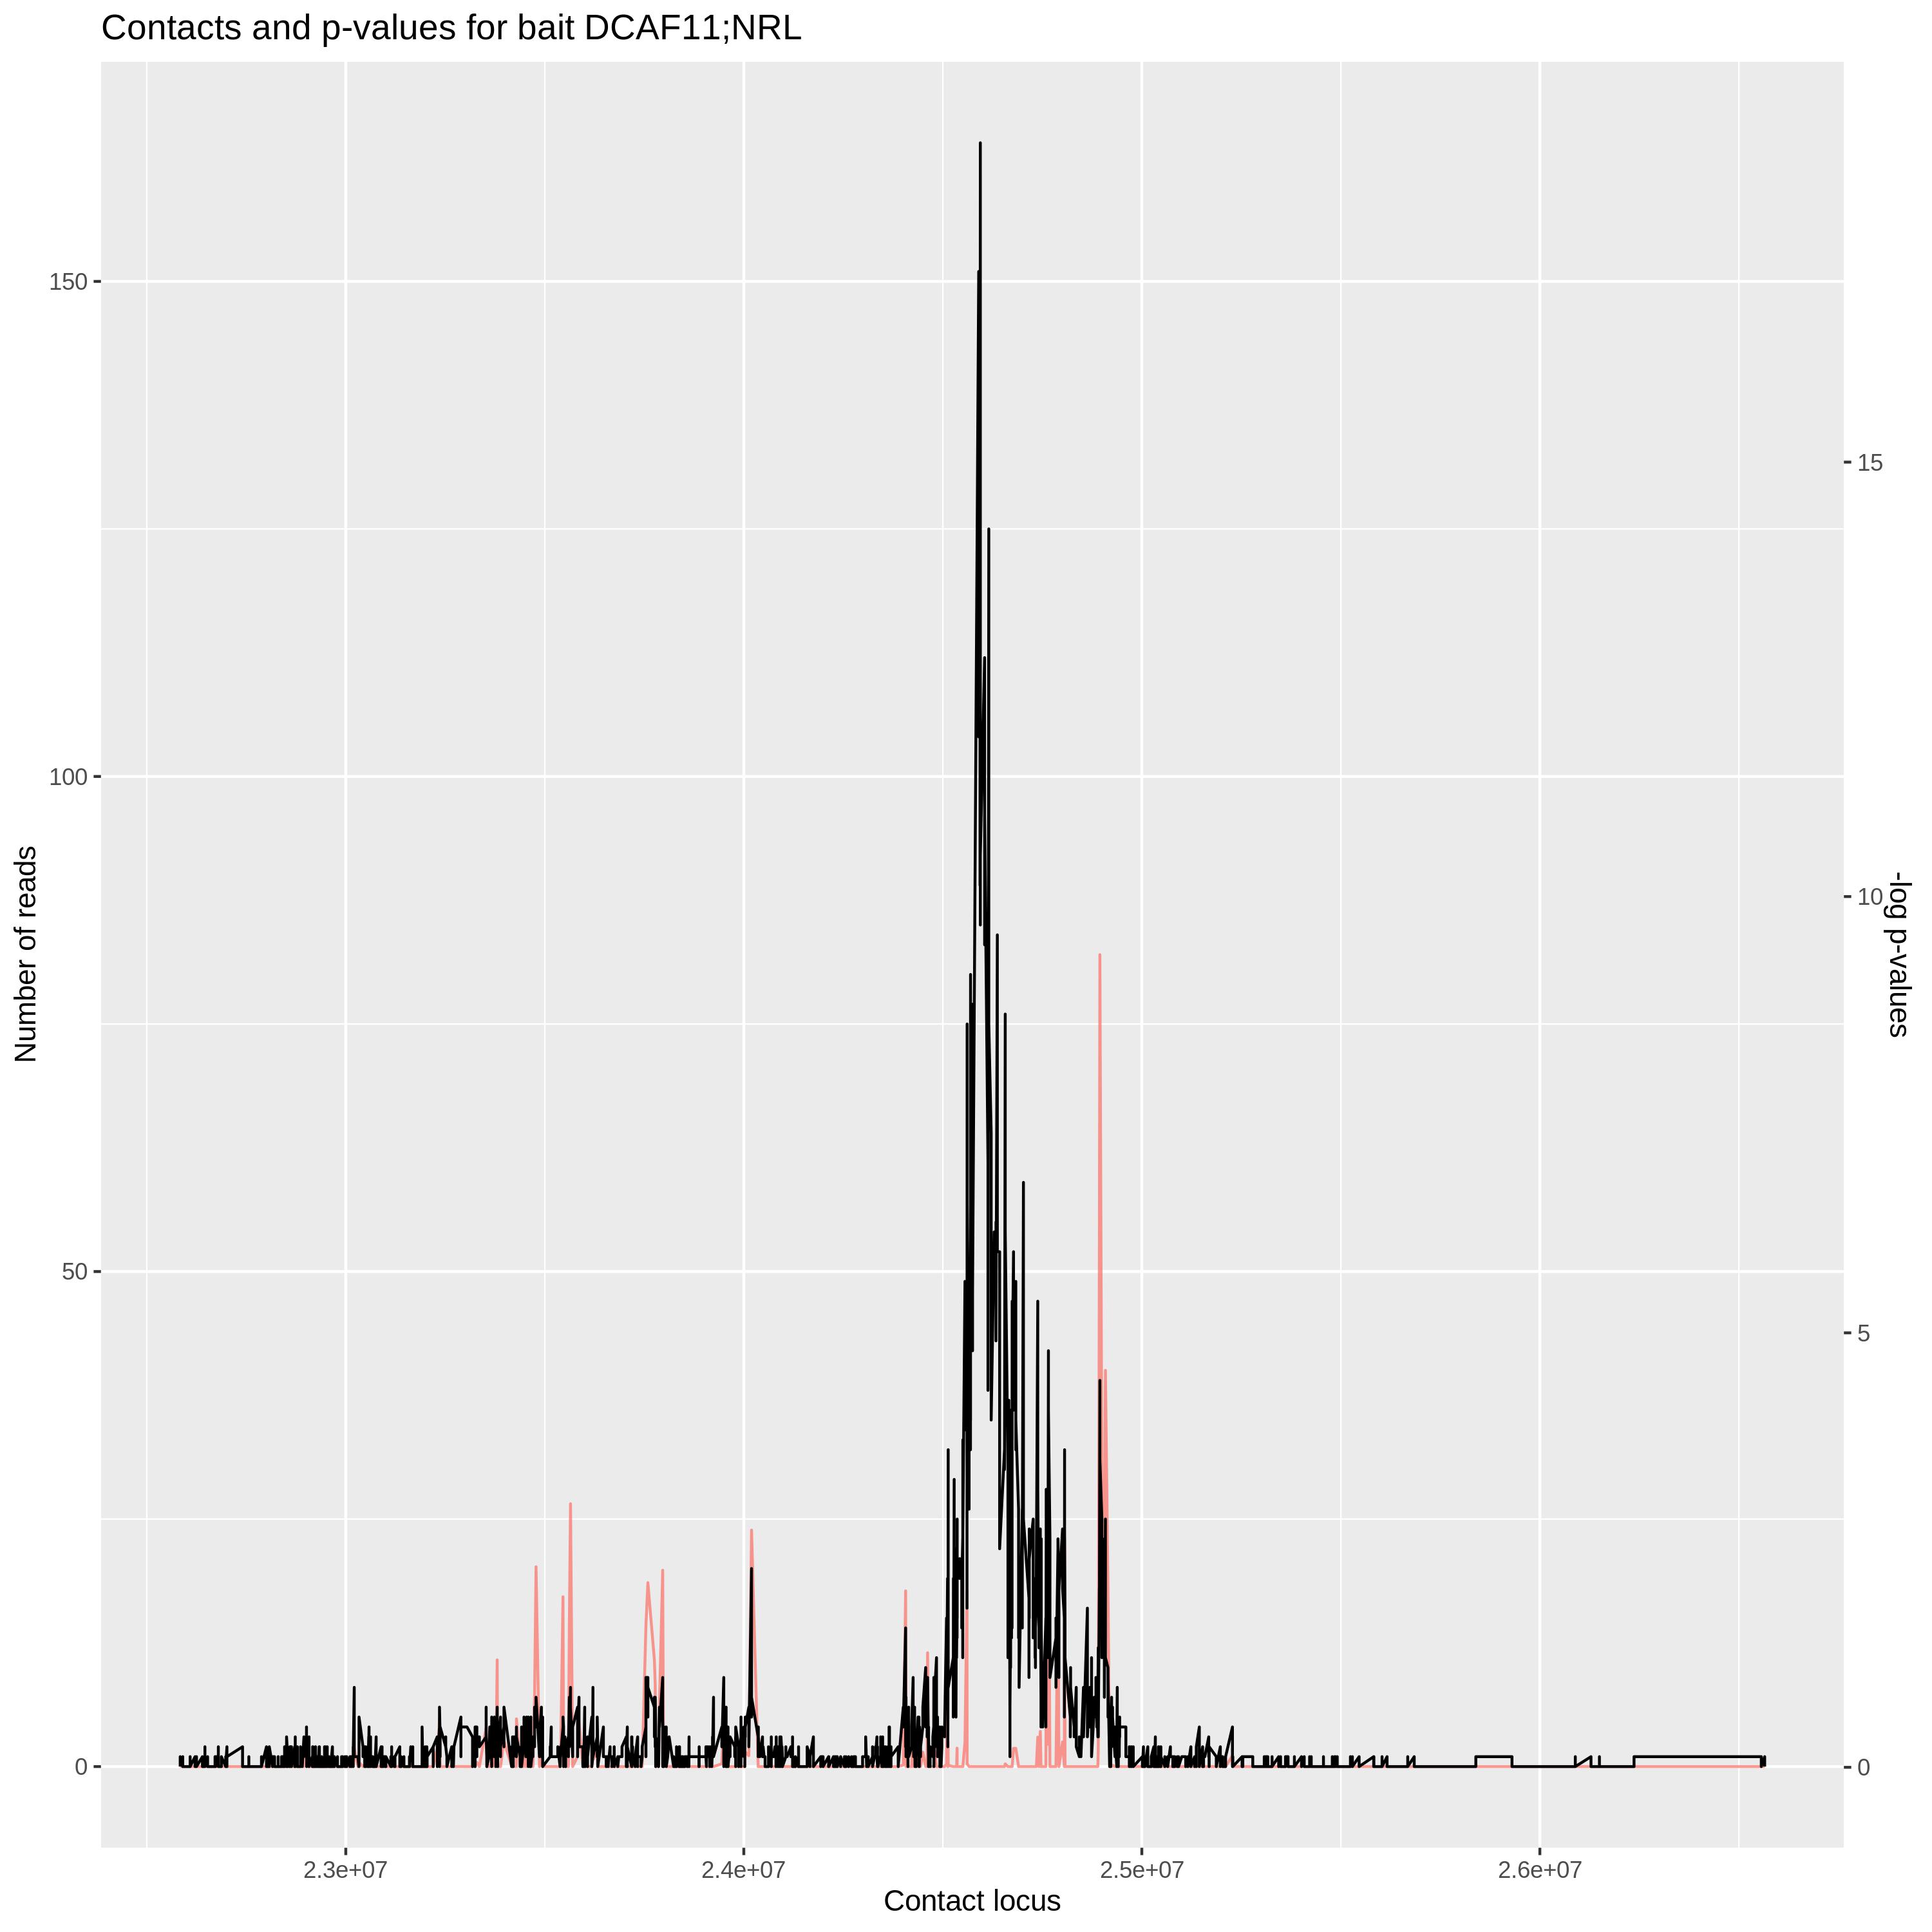 Contacts and p-values for bait DCAF11;NRL
150
100
50
0
Number of reads
15
10
5
0
-log p-values
2.3e+07
2.4e+07
2.5e+07
2.6e+07
Contact locus